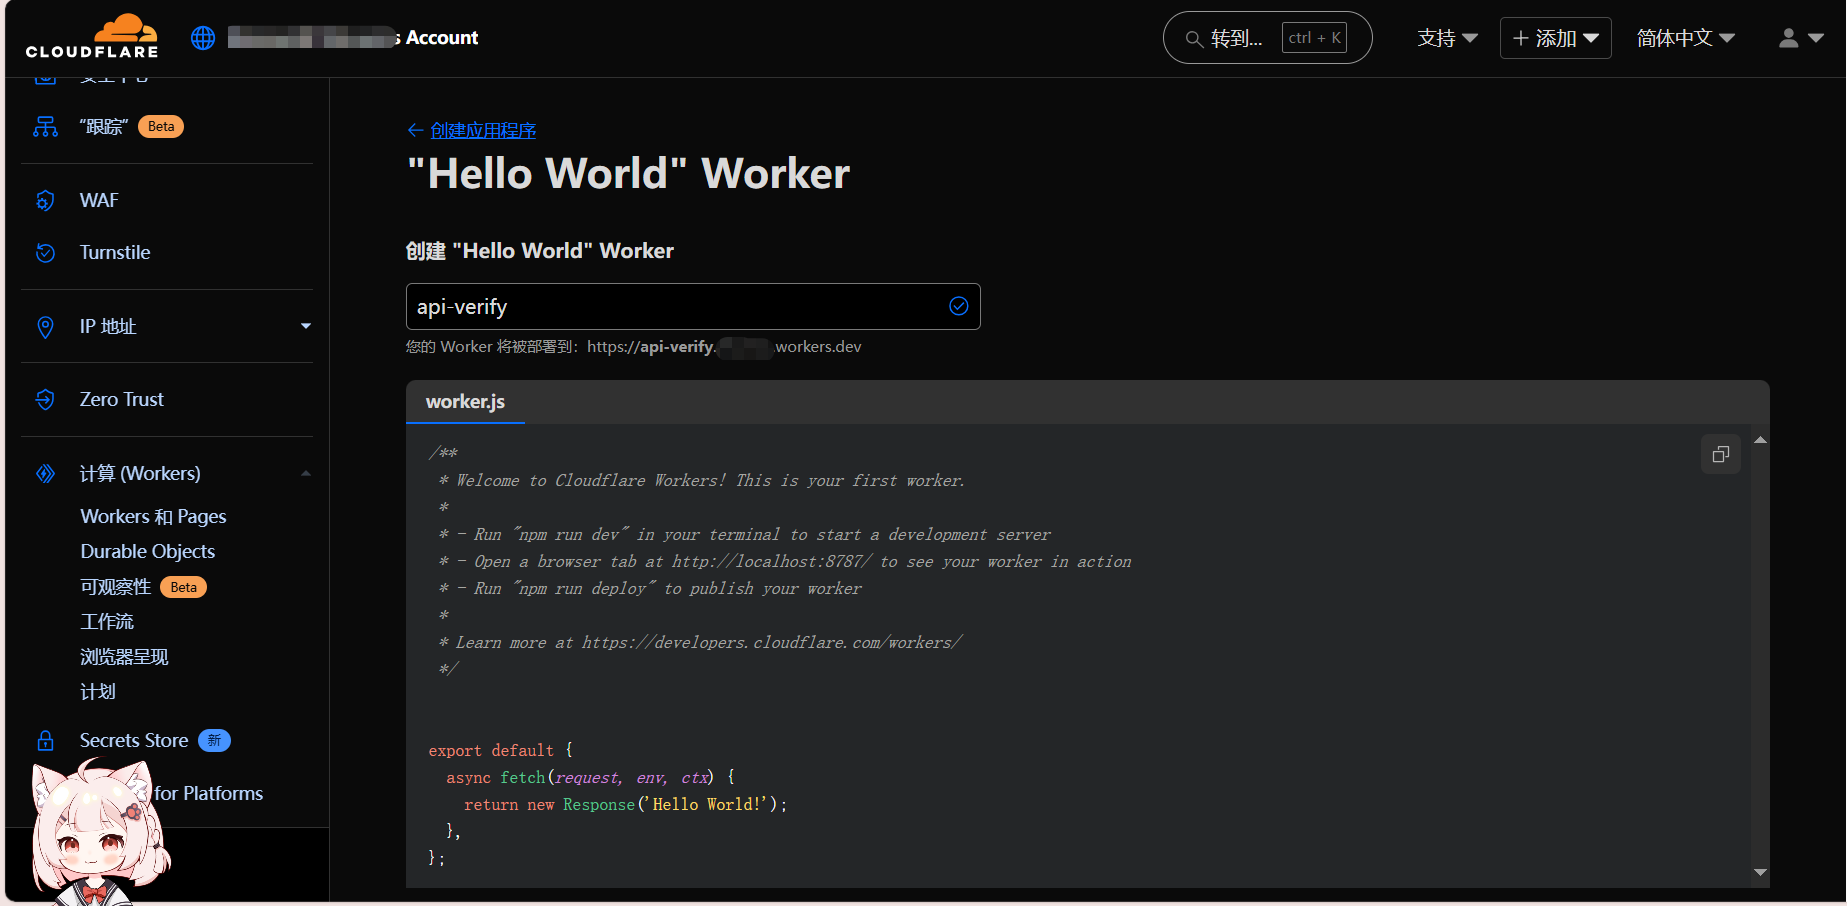 CLOUDFLARE
s Account
转到...
ctrl + K
支持
+ 添加
简体中文
安全中心
“跟踪”
Beta
WAF
Turnstile
IP 地址
Zero Trust
计算 (Workers)
Workers 和 Pages
Durable Objects
可观察性
Beta
工作流
浏览器呈现
计划
Secrets Store
新
for Platforms
← 创建应用程序
"Hello World" Worker
创建 "Hello World" Worker
api-verify
您的 Worker 将被部署到：https://api-verify.
.workers.dev
worker.js
/**
* Welcome to Cloudflare Workers! This is your first worker.
*
* - Run "npm run dev" in your terminal to start a development server
* - Open a browser tab at http://localhost:8787/ to see your worker in action
* - Run "npm run deploy" to publish your worker
*
* Learn more at https://developers.cloudflare.com/workers/
*/
export default {
async fetch(request, env, ctx) {
return new Response('Hello World!');
},
};